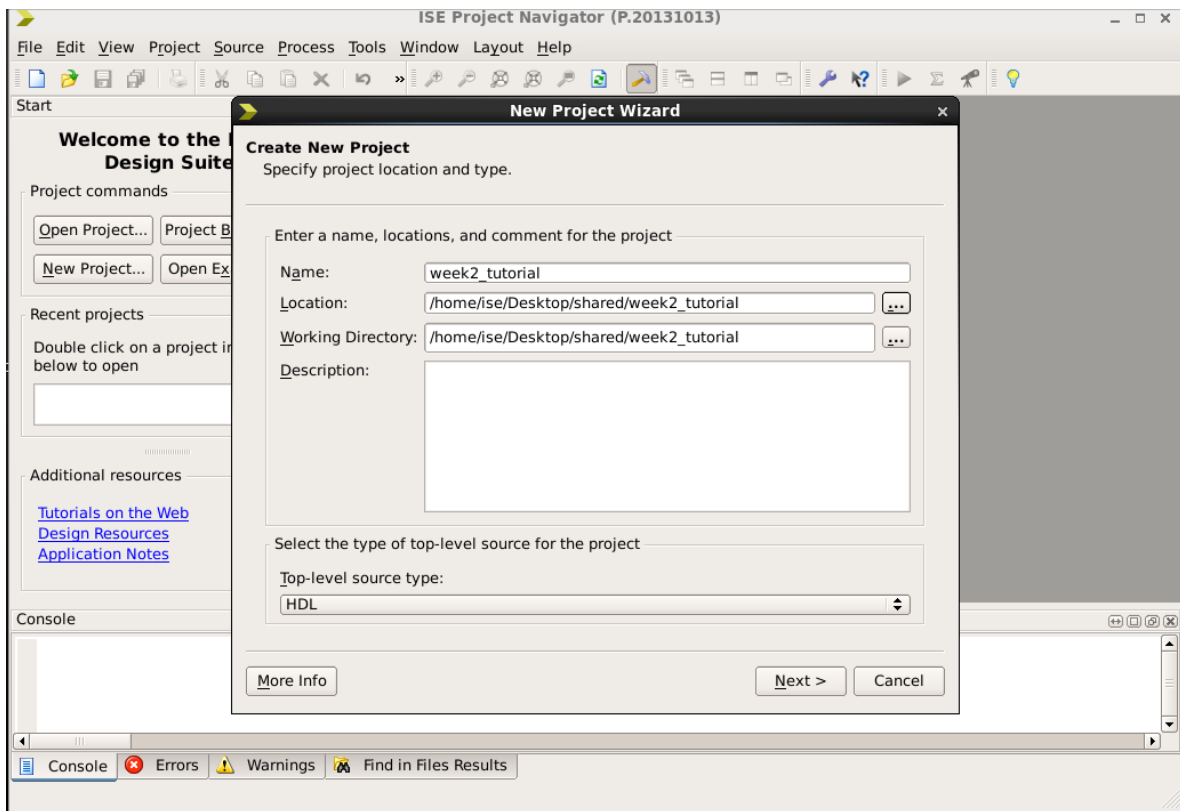 ISE Project Navigator (P.20131013)
File Edit View Project Source Process Tools Window Layout Help
Start
Welcome to the
Design Suite
Project commands
Open Project...
Project B
New Project...
Open Ex
Recent projects
Double click on a project in
below to open
Additional resources
Tutorials on the Web
Design Resources
Application Notes
New Project Wizard
Create New Project
Specify project location and type.
Enter a name, locations, and comment for the project
Name: week2_tutorial
Location: /home/ise/Desktop/shared/week2_tutorial ...
Working Directory: /home/ise/Desktop/shared/week2_tutorial ...
Description:
Select the type of top-level source for the project
Top-level source type:
HDL
More Info
Next >
Cancel
Console
Console Errors Warnings Find in Files Results